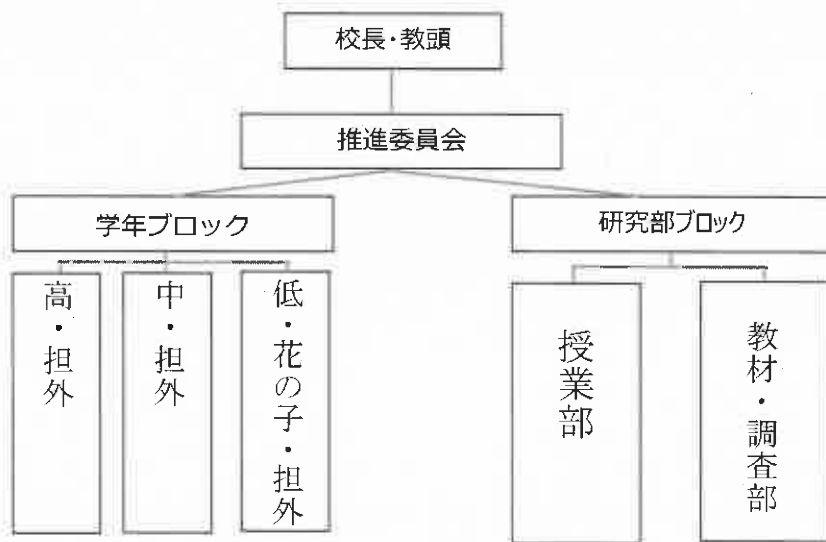 校長・教頭
推進委員会
学年ブロック
研究部ブロック
高・担外
中・担外
低・花の子・担外
授業部
教材・調査部